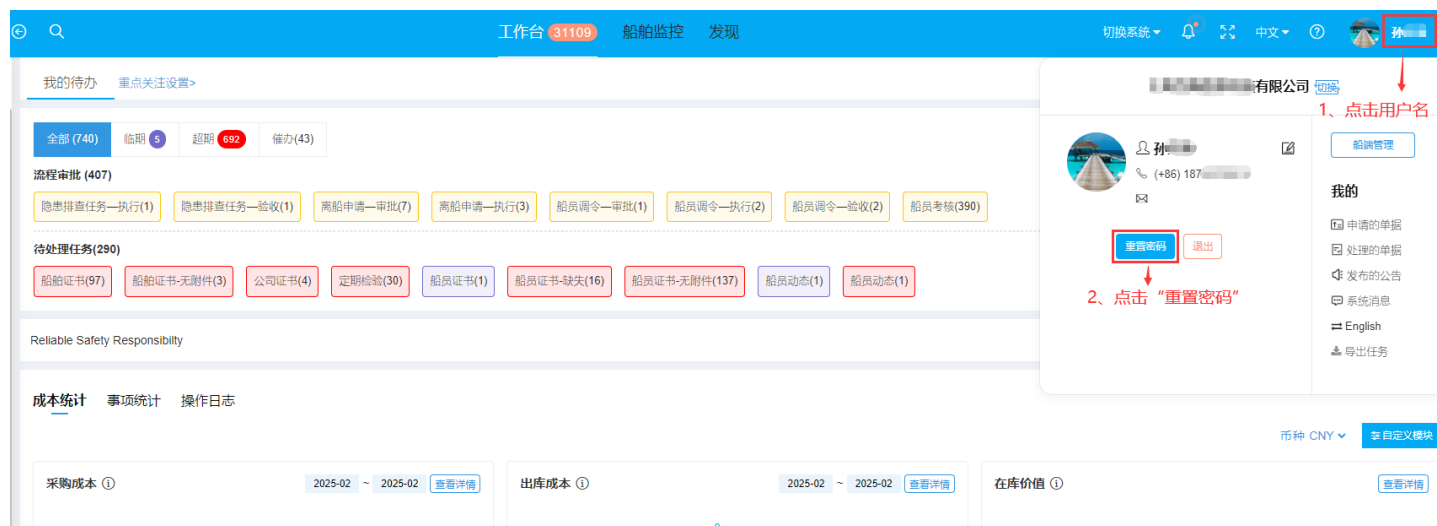 工作台 31109 船舶监控 发现 切换系统 中文 孙
我的待办 重点关注设置>
有限公司 切换
1、点击用户名
全部 (740) 临期 5 超期 692 催办(43)
孙
船端管理
(+86) 187
流程审批 (407)
我的
隐患排查任务—执行(1) 隐患排查任务—验收(1) 离船申请—审批(7) 离船申请—执行(3) 船员调令—审批(1) 船员调令—执行(2) 船员调令—验收(2) 船员考核(390)
申请的单据
待处理任务(290)
重置密码 退出
处理的单据
船舶证书(97) 船舶证书-无附件(3) 公司证书(4) 定期检验(30) 船员证书(1) 船员证书-缺失(16) 船员证书-无附件(137) 船员动态(1) 船员动态(1)
发布的公告
2、点击“重置密码”
系统消息
English
Reliable Safety Responsibilty
导出任务
成本统计 事项统计 操作日志
币种 CNY 自定义模块
采购成本 2025-02 ~ 2025-02 查看详情
出库成本 2025-02 ~ 2025-02 查看详情
在库价值 查看详情